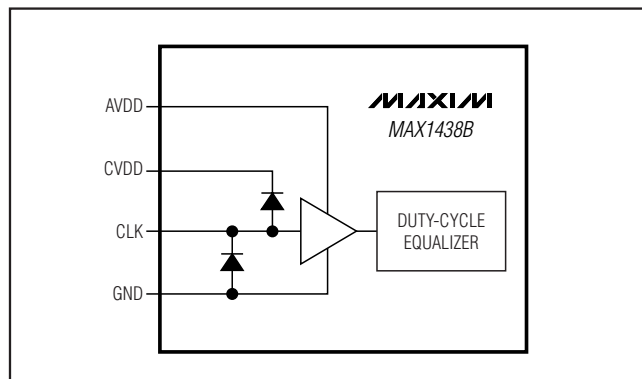 AVDD
MAXIM
MAX1438B
CVDD
CLK
DUTY-CYCLE
EQUALIZER
GND